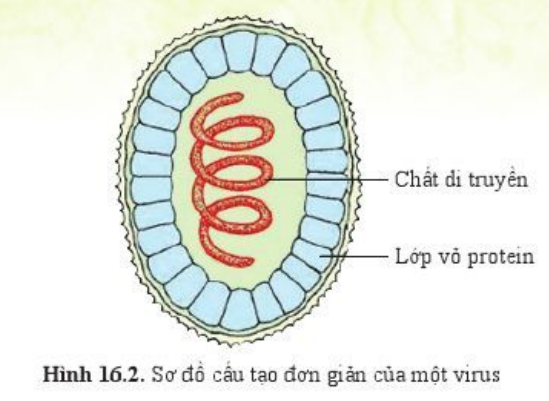 Chất di truyền
Lớp vỏ protein
Hình 16.2. Sơ đồ cấu tạo đơn giản của một virus